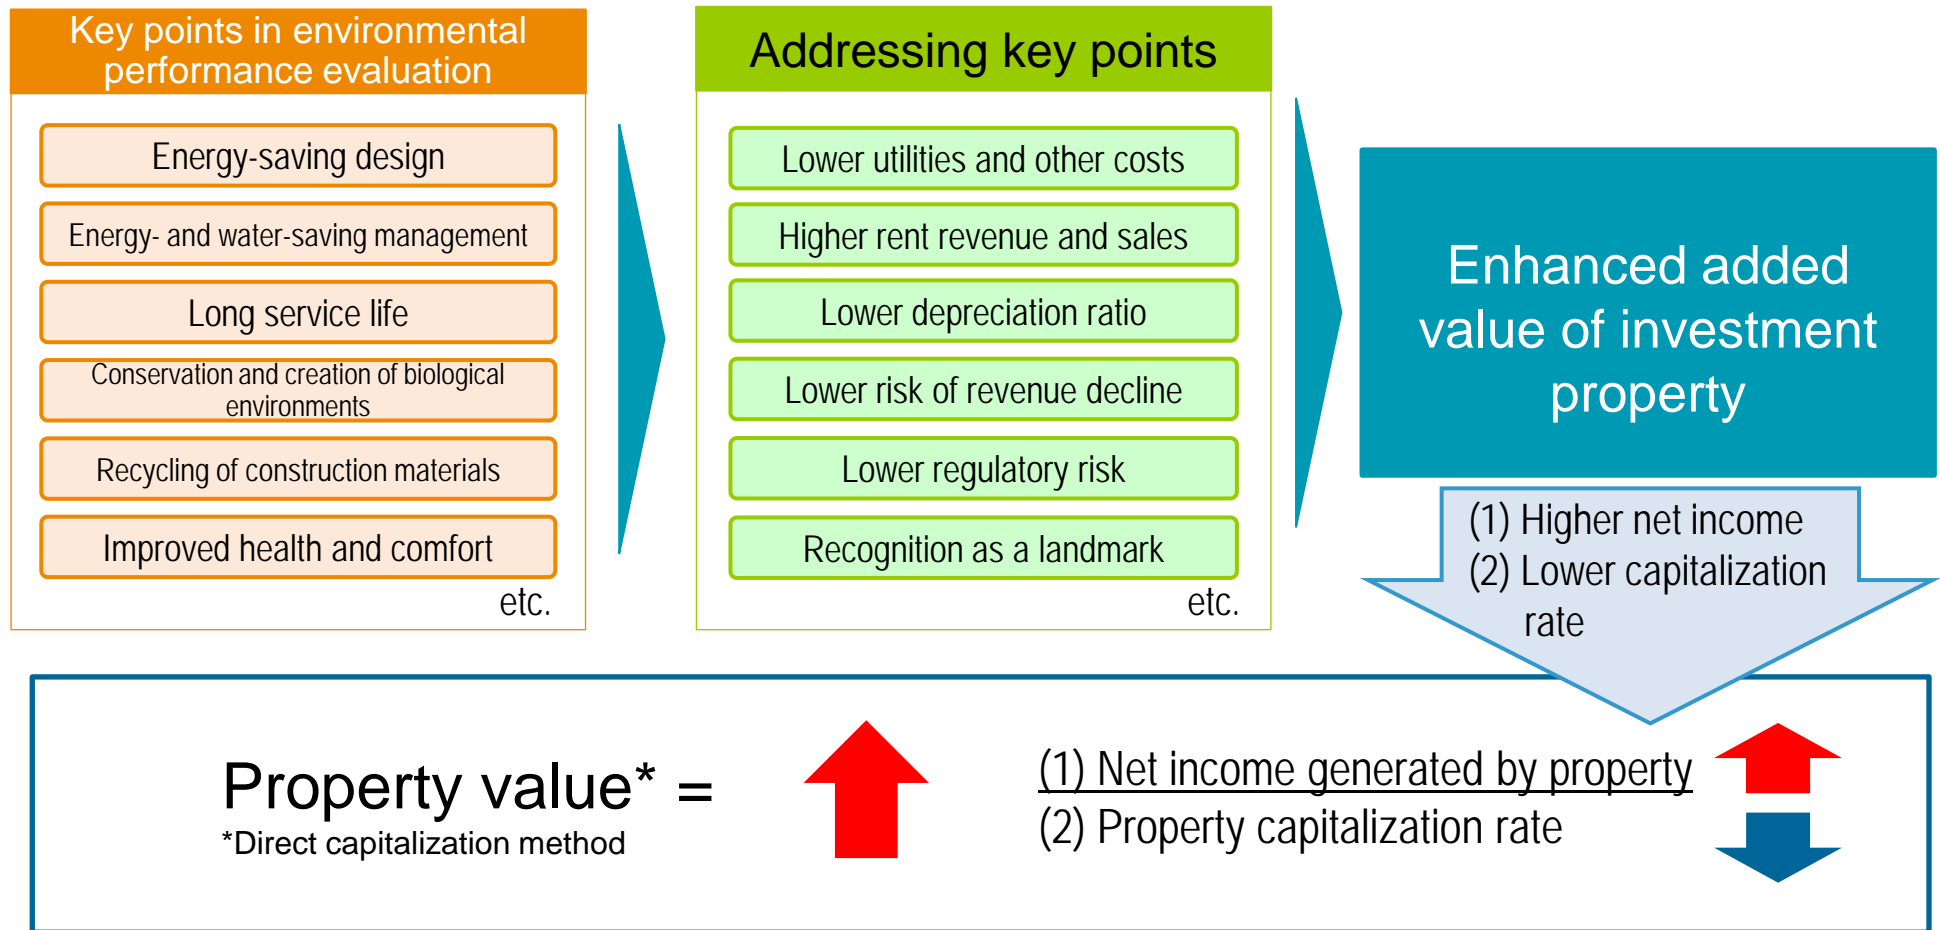 Key points in environmental
performance evaluation
Energy-saving design
Energy- and water-saving management
Long service life
Conservation and creation of biological
environments
Recycling of construction materials
Improved health and comfort
etc.
Addressing key points
Lower utilities and other costs
Higher rent revenue and sales
Lower depreciation ratio
Lower risk of revenue decline
Lower regulatory risk
Recognition as a landmark
etc.
Enhanced added
value of investment
property
(1) Higher net income
(2) Lower capitalization
rate
Property value* =
*Direct capitalization method
(1) Net income generated by property
(2) Property capitalization rate